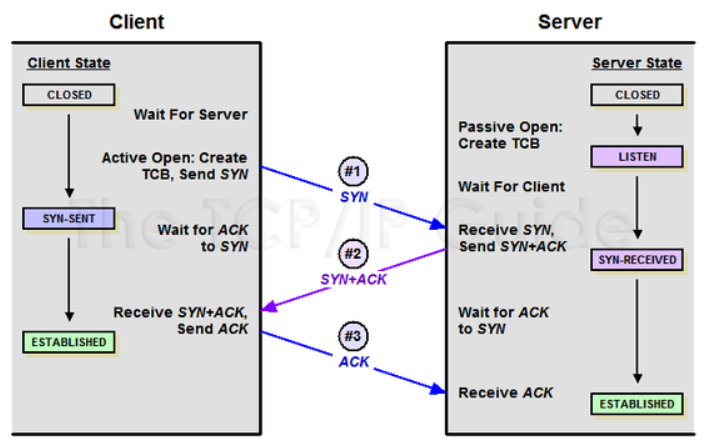 Client
Server
Client State
Server State
CLOSED
CLOSED
Wait For Server
Passive Open:
Create TCB
LISTEN
Active Open: Create
TCB, Send SYN
#1
SYN
Wait For Client
SYN-SENT
The TCP/IP Guide
Wait for ACK
to SYN
Receive SYN,
Send SYN+ACK
#2
SYN+ACK
SYN-RECEIVED
Receive SYN+ACK,
Send ACK
Wait for ACK
to SYN
#3
ACK
ESTABLISHED
Receive ACK
ESTABLISHED